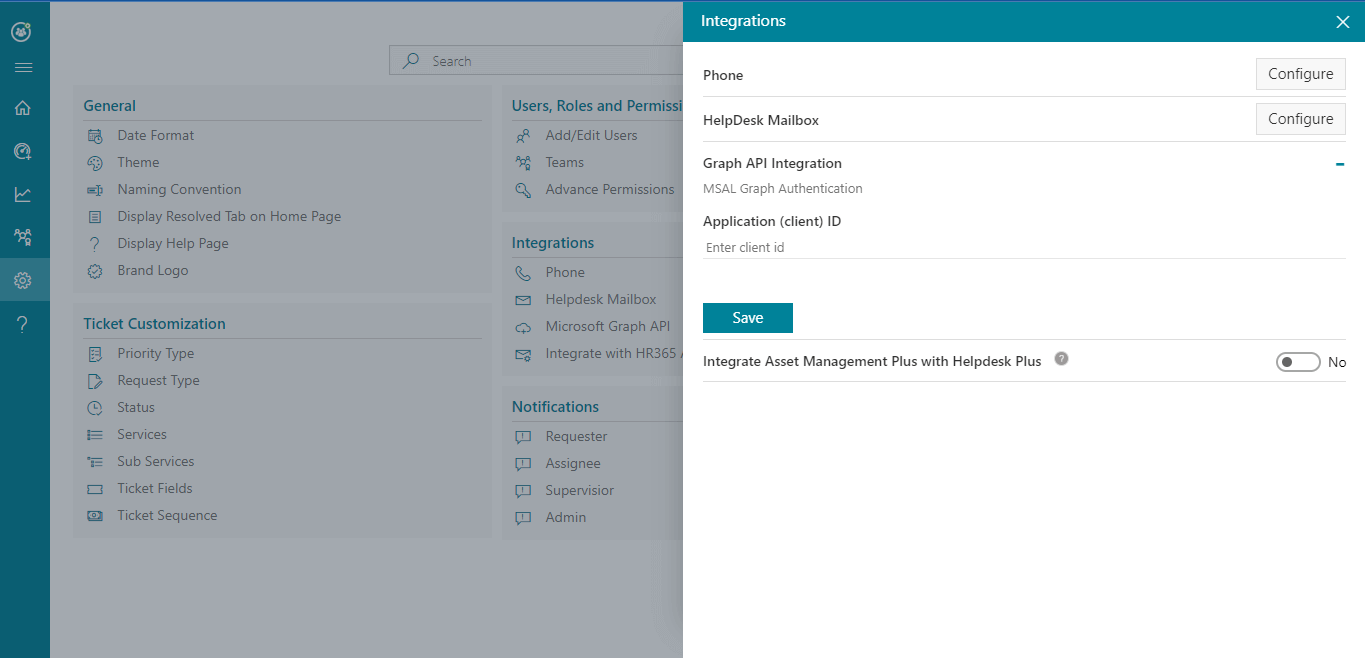 Search
General
Date Format
Theme
Naming Convention
Display Resolved Tab on Home Page
Display Help Page
Brand Logo
Ticket Customization
Priority Type
Request Type
Status
Services
Sub Services
Ticket Fields
Ticket Sequence
Users, Roles and Permissi
Add/Edit Users
Teams
Advance Permissions
Integrations
Phone
Helpdesk Mailbox
Microsoft Graph API
Integrate with HR365 A
Notifications
Requester
Assignee
Supervisior
Admin
Integrations
Phone
Configure
HelpDesk Mailbox
Configure
Graph API Integration
MSAL Graph Authentication
Application (client) ID
Enter client id
Save
Integrate Asset Management Plus with Helpdesk Plus ?
No